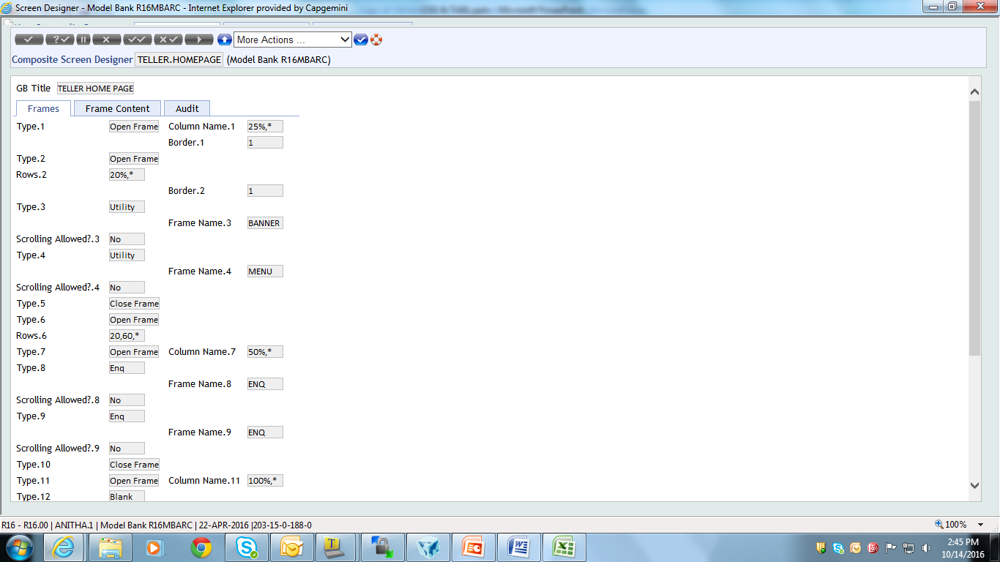 Screen Designer - Model Bank R16MBARC - Internet Explorer provided by Capgemini
More Actions ...
Composite Screen Designer TELLER.HOMEPAGE (Model Bank R16MBARC)
GB Title TELLER HOME PAGE
Frames Frame Content Audit
Type.1 Open Frame Column Name.1 25%,*
Border.1 1
Type.2 Open Frame
Rows.2 20%,*
Border.2 1
Type.3 Utility
Frame Name.3 BANNER
Scrolling Allowed?.3 No
Type.4 Utility
Frame Name.4 MENU
Scrolling Allowed?.4 No
Type.5 Close Frame
Type.6 Open Frame
Rows.6 20,60,*
Type.7 Open Frame Column Name.7 50%,*
Type.8 Enq
Frame Name.8 ENQ
Scrolling Allowed?.8 No
Type.9 Enq
Frame Name.9 ENQ
Scrolling Allowed?.9 No
Type.10 Close Frame
Type.11 Open Frame Column Name.11 100%,*
Type.12 Blank
R16 - R16.00 | ANITHA.1 | Model Bank R16MBARC | 22-APR-2016 |203-15-0-188-0
100%
2:45 PM
10/14/2016